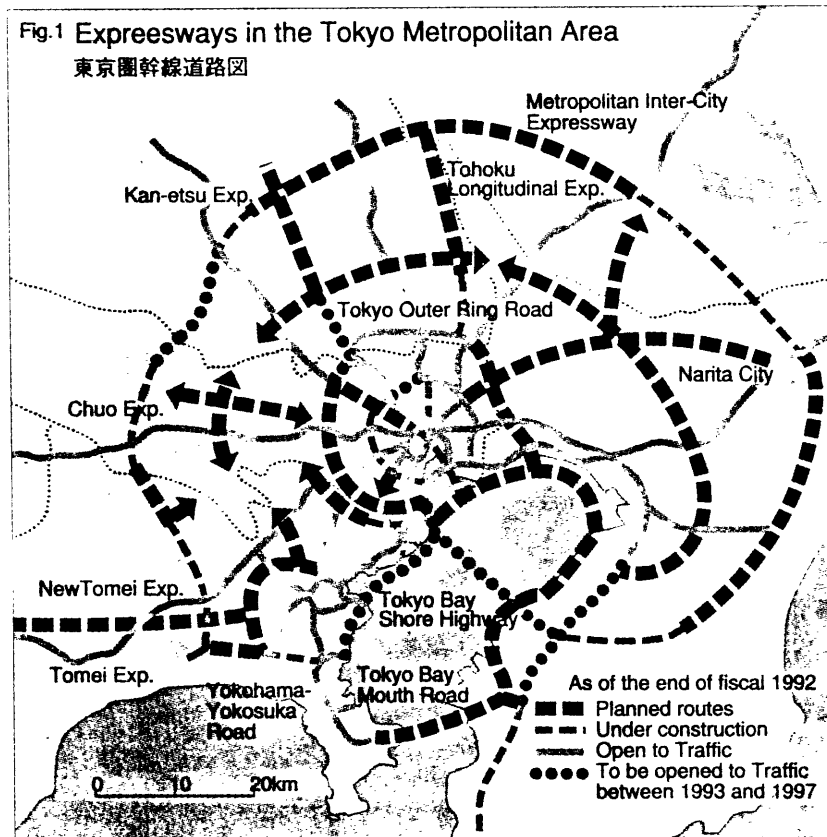 Fig.1 Expreesways in the Tokyo Metropolitan Area
東京圏幹線道路図
Metropolitan Inter-City
Expressway
Kan-etsu Exp.
Tohoku
Longitudinal Exp.
Tokyo Outer Ring Road
Narita City
Chuo Exp.
NewTomei Exp.
Tokyo Bay
Shore Highway
Tomei Exp.
Yokohama-
Yokosuka
Road
Tokyo Bay
Mouth Road
As of the end of fiscal 1992
Planned routes
Under construction
Open to Traffic
To be opened to Traffic
between 1993 and 1997
0 10 20km